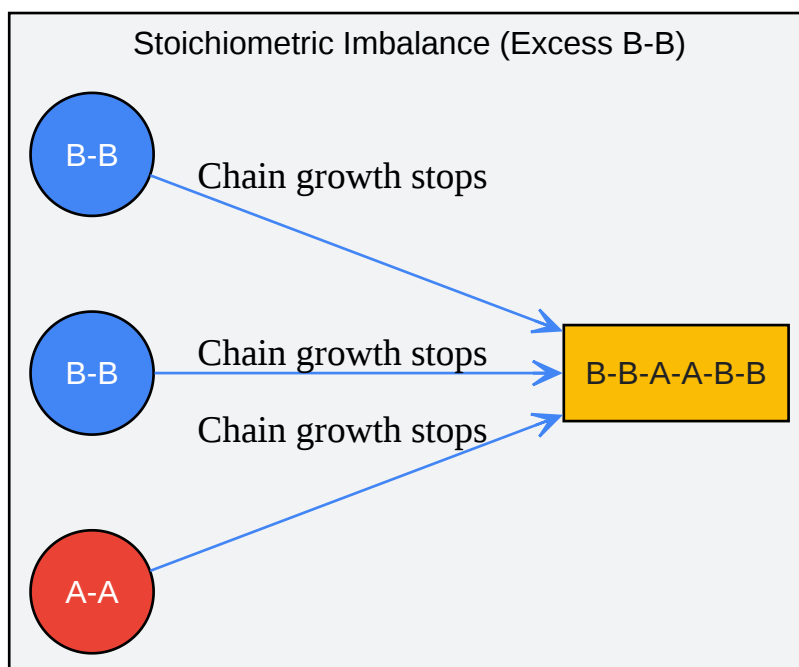 Stoichiometric Imbalance (Excess B-B)
B-B
Chain growth stops
B-B
Chain growth stops
B-B-A-A-B-B
Chain growth stops
A-A